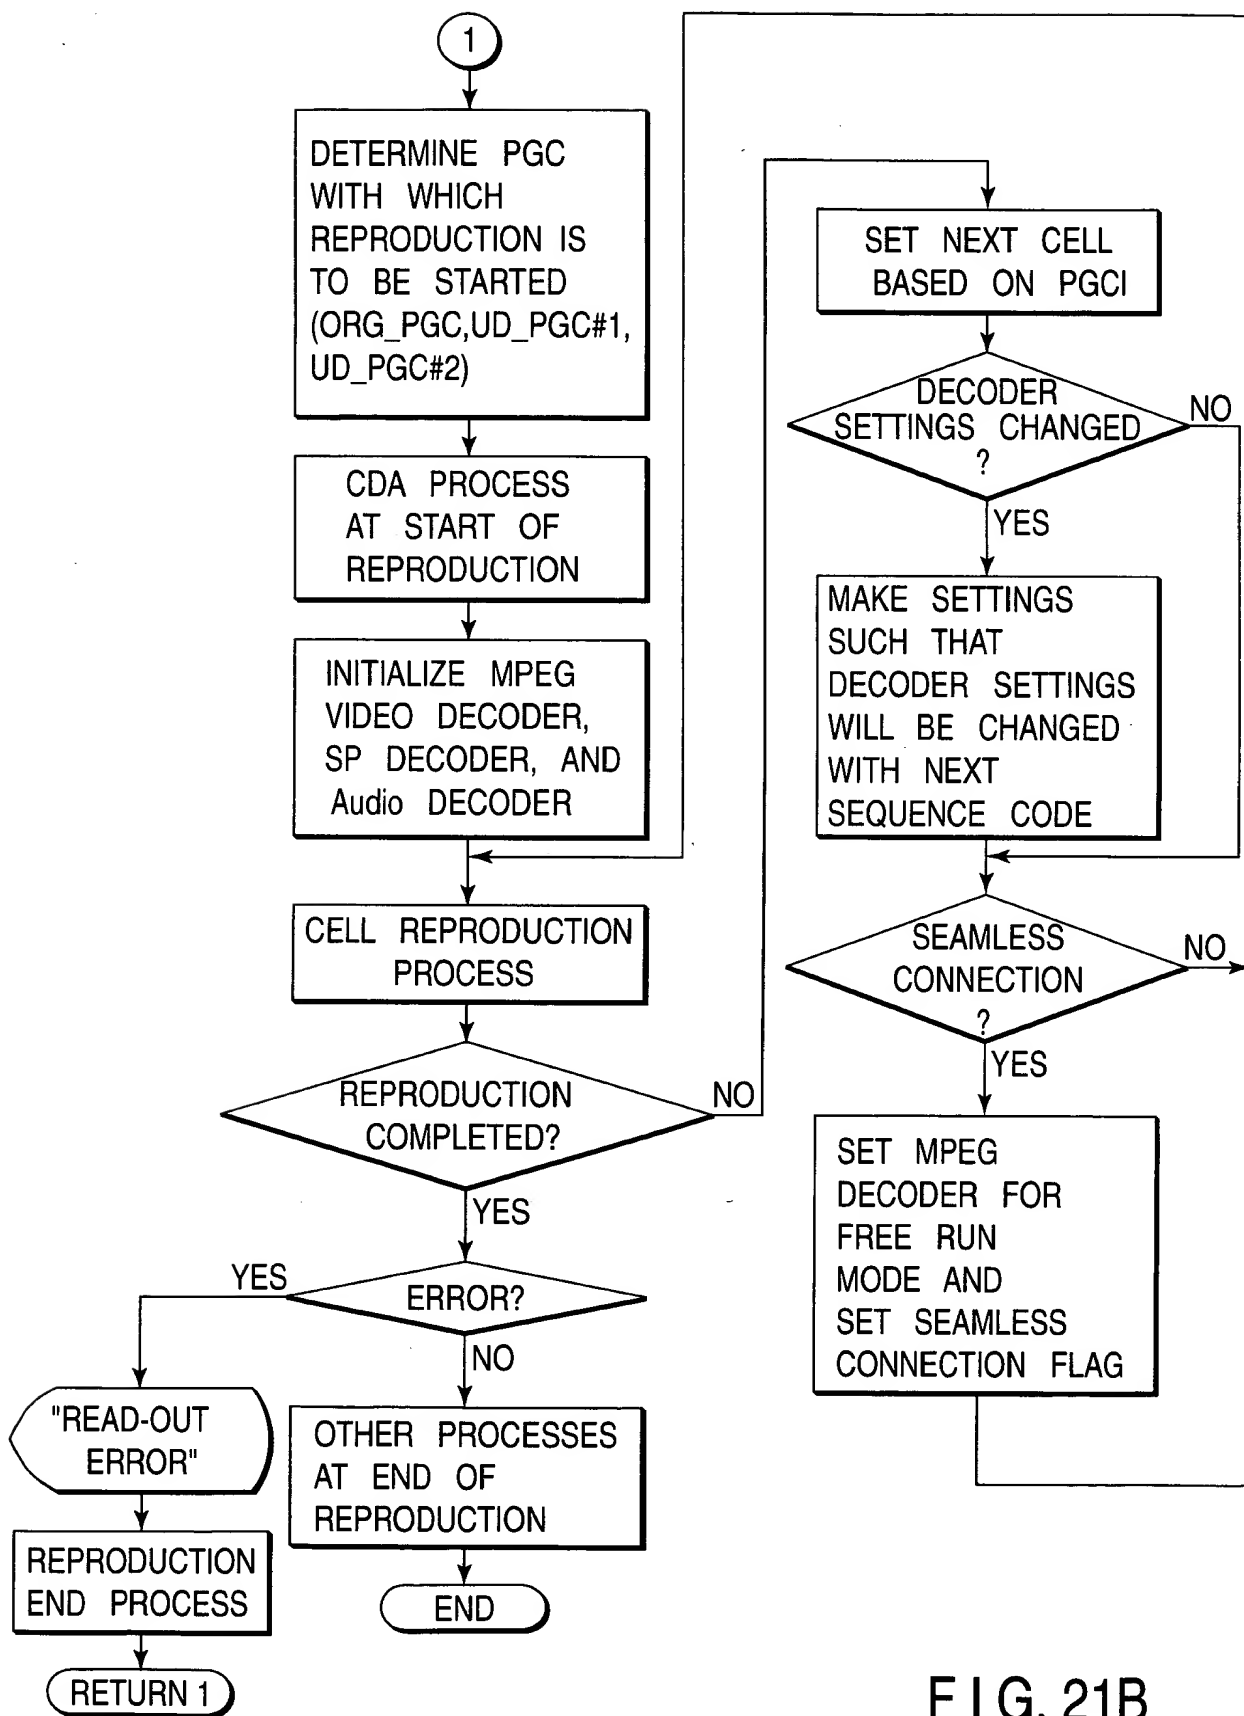 1
DETERMINE PGC
WITH WHICH
REPRODUCTION IS
TO BE STARTED
(ORG_PGC,UD_PGC#1,
UD_PGC#2)
CDA PROCESS
AT START OF
REPRODUCTION
INITIALIZE MPEG
VIDEO DECODER,
SP DECODER, AND
Audio DECODER
CELL REPRODUCTION
PROCESS
REPRODUCTION
COMPLETED?
NO
YES
ERROR?
YES
NO
"READ-OUT
ERROR"
REPRODUCTION
END PROCESS
RETURN 1
OTHER PROCESSES
AT END OF
REPRODUCTION
END
SET NEXT CELL
BASED ON PGCI
DECODER
SETTINGS CHANGED
?
NO
YES
MAKE SETTINGS
SUCH THAT
DECODER SETTINGS
WILL BE CHANGED
WITH NEXT
SEQUENCE CODE
SEAMLESS
CONNECTION
?
NO
YES
SET MPEG
DECODER FOR
FREE RUN
MODE AND
SET SEAMLESS
CONNECTION FLAG
FIG. 21B